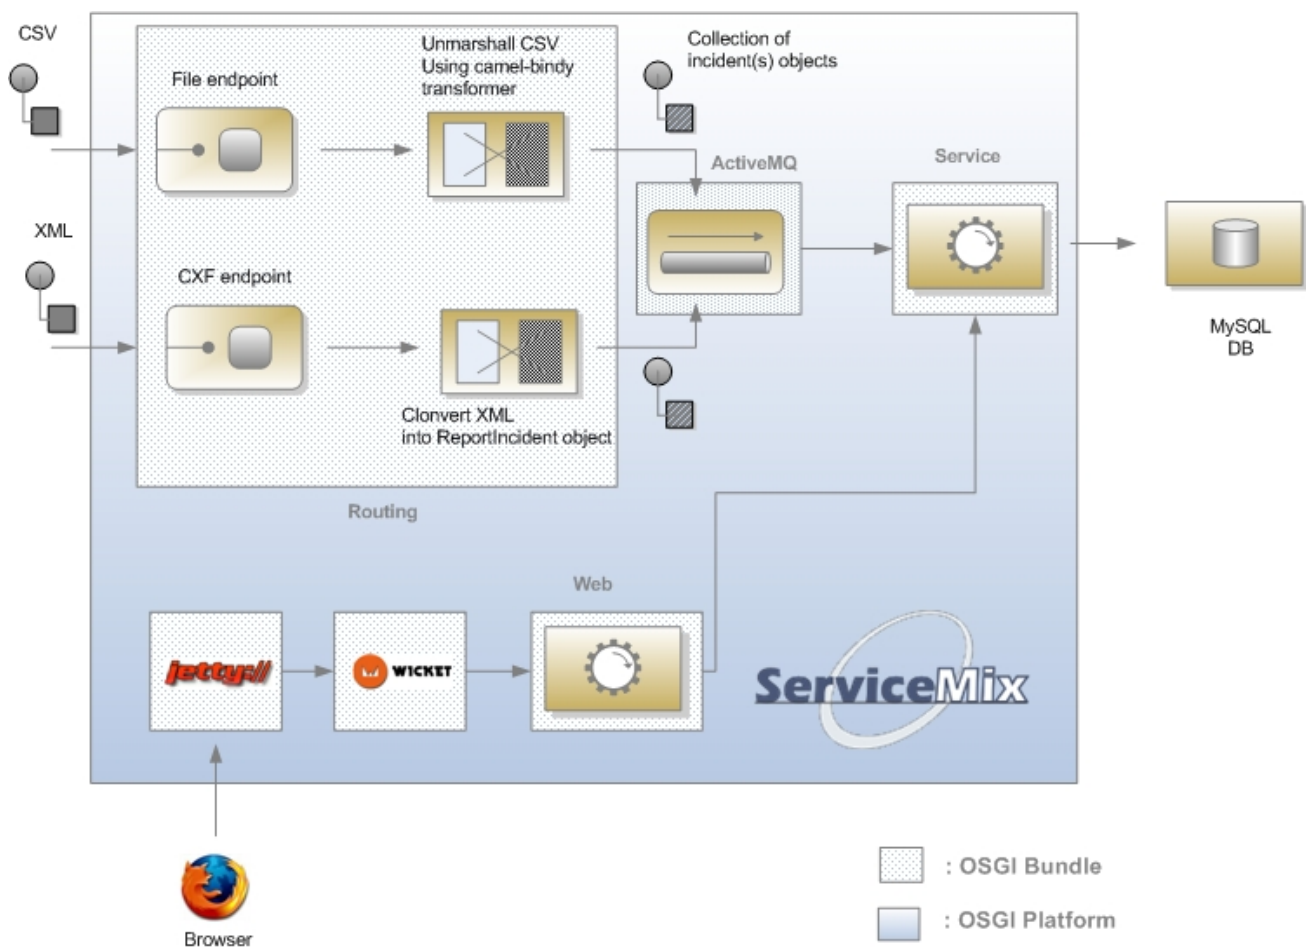 CSV
File endpoint
Unmarshall CSV
Using camel-bindy
transformer
Collection of
incident(s) objects
ActiveMQ
Service
XML
CXF endpoint
MySQL
DB
Clonvert XML
into ReportIncident object
Routing
Web
jetty://
WICKET
ServiceMix
Browser
: OSGI Bundle
: OSGI Platform